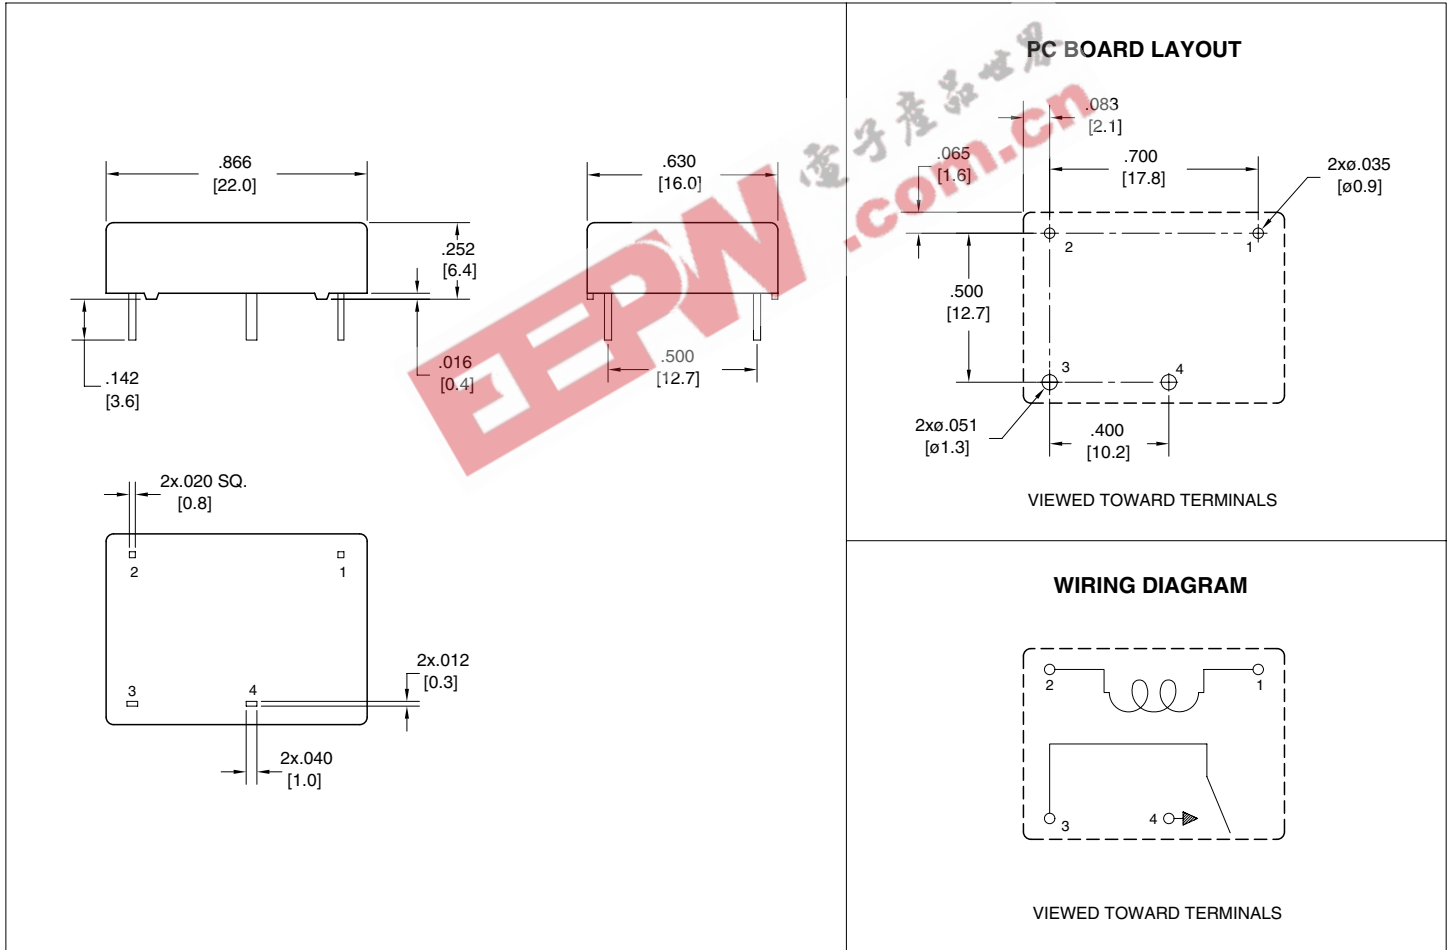 .866
[22.0]
.252
[6.4]
.016
[0.4]
.142
[3.6]
.630
[16.0]
.500
[12.7]
2x.020 SQ.
[0.8]
2
1
3
4
2x.012
[0.3]
2x.040
[1.0]
PC BOARD LAYOUT
.083
[2.1]
.065
[1.6]
.700
[17.8]
2xø.035
[ø0.9]
2
1
.500
[12.7]
3
4
2xø.051
[ø1.3]
.400
[10.2]
VIEWED TOWARD TERMINALS
WIRING DIAGRAM
2
1
3
4
VIEWED TOWARD TERMINALS
EEPW
.com.cn
電子產品世界